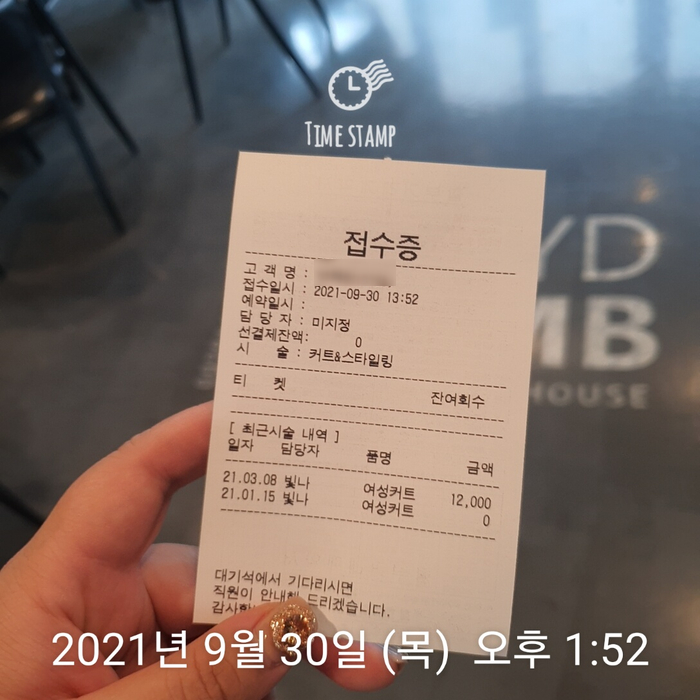 TIME STAMP
접수증
고 객 명 :
접수일시 : 2021-09-30 13:52
예약일시 :
담 당 자 : 미지정
선결제잔액: 0
시 술 : 커트&스타일링
티 켓 잔여회수
[ 최근시술 내역 ]
일자 담당자 품명 금액
21.03.08 빛나 여성커트 12,000
21.01.15 빛나 여성커트 0
대기석에서 기다리시면
직원이 안내해 드리겠습니다.
YD
MB
HOUSE
2021년 9월 30일 (목) 오후 1:52